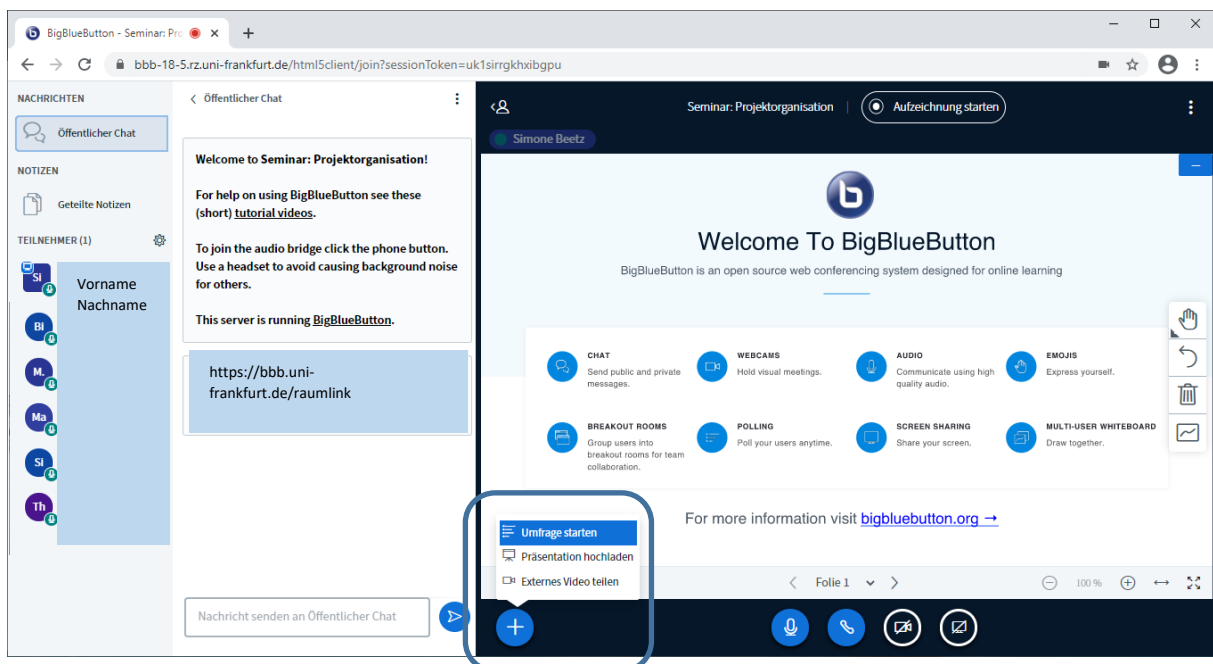 BigBlueButton - Seminar: Pro
bbb-18-5.rz.uni-frankfurt.de/html5client/join?sessionToken=uk1sirrgkhxibgpu
NACHRICHTEN
Öffentlicher Chat
NOTIZEN
Geteilte Notizen
TEILNEHMER (1)
Si
Vorname
Nachname
BI
M.
Ma
Si
Th
Öffentlicher Chat
Welcome to Seminar: Projektorganisation!
For help on using BigBlueButton see these
(short) tutorial videos.
To join the audio bridge click the phone button.
Use a headset to avoid causing background noise
for others.
This server is running BigBlueButton.
https://bbb.uni-
frankfurt.de/raumlink
Nachricht senden an Öffentlicher Chat
Seminar: Projektorganisation
Aufzeichnung starten
Simone Beetz
Welcome To BigBlueButton
BigBlueButton is an open source web conferencing system designed for online learning
CHAT
Send public and private
messages.
WEBCAMS
Hold visual meetings.
AUDIO
Communicate using high
quality audio.
EMOJIS
Express yourself.
BREAKOUT ROOMS
Group users into
breakout rooms for team
collaboration.
POLLING
Poll your users anytime.
SCREEN SHARING
Share your screen.
MULTI-USER WHITEBOARD
Draw together.
For more information visit bigbluebutton.org →
Umfrage starten
Präsentation hochladen
Externes Video teilen
Folie 1
100 %